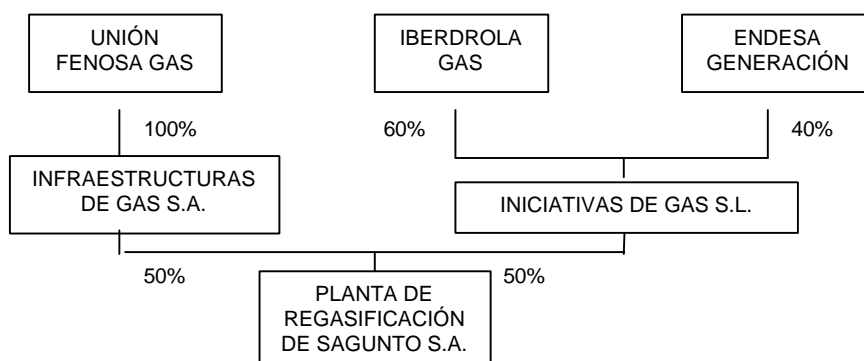 UNIÓN
FENOSA GAS
IBERDROLA
GAS
ENDESA
GENERACIÓN
100%
60%
40%
INFRAESTRUCTURAS
DE GAS S.A.
INICIATIVAS DE GAS S.L.
50%
50%
PLANTA DE
REGASIFICACIÓN
DE SAGUNTO S.A.